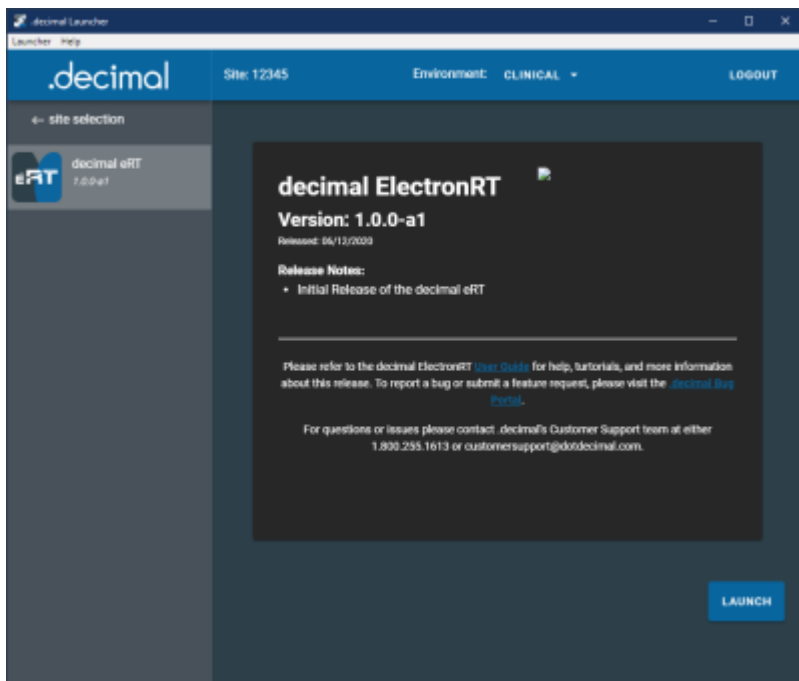 .decimal Launcher
Launcher Help
.decimal
Site: 12345
Environment: CLINICAL
LOGOUT
← site selection
eRT
decimal eRT
1.0.0-a1
decimal ElectronRT
Version: 1.0.0-a1
Released: 06/12/2020
Release Notes:
• Initial Release of the decimal eRT
Please refer to the decimal ElectronRT User Guide for help, turtorials, and more information
about this release. To report a bug or submit a feature request, please visit the .decimal Bug
Portal.
For questions or issues please contact .decimal's Customer Support team at either
1.800.255.1613 or customersupport@dotdecimal.com.
LAUNCH